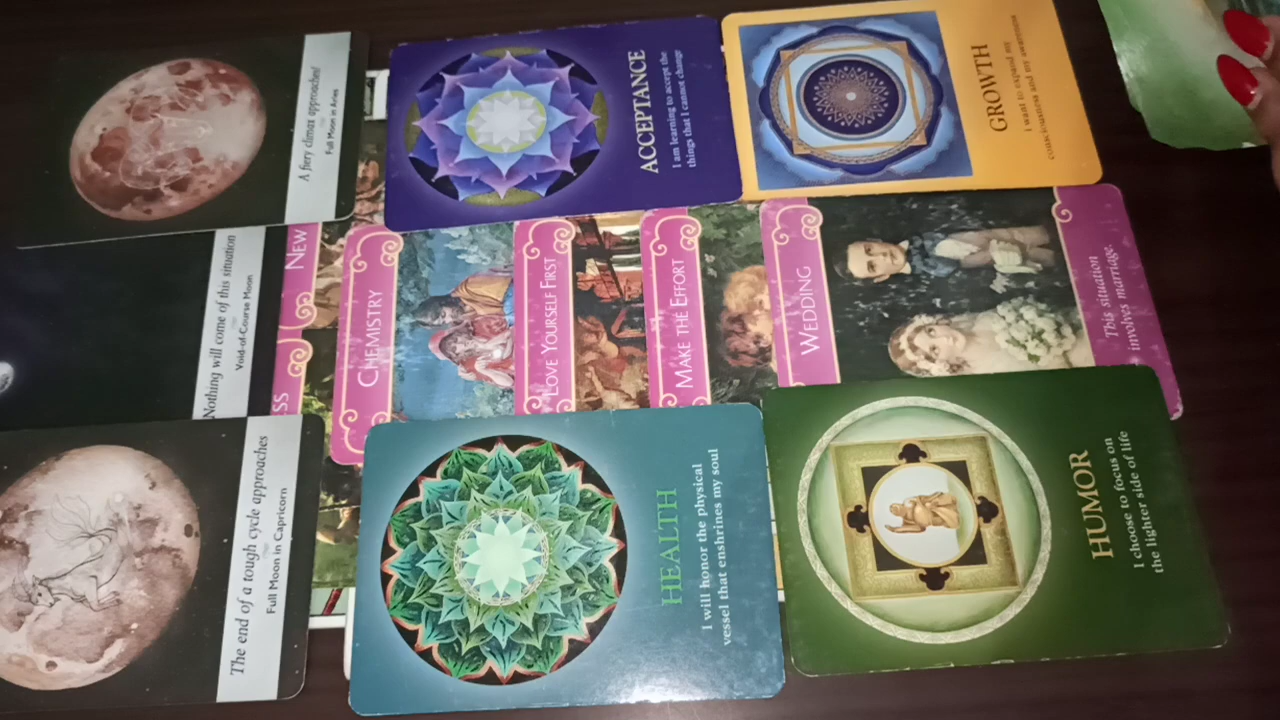 A fiery climax approaches!
Full Moon in Aries
ACCEPTANCE
I am learning to accept the
things that I cannot change
GROWTH
I want to expand my
consciousness and my awareness
Nothing will come of this situation
Void-of-Course Moon
NEW
SS
CHEMISTRY
LOVE YOURSELF FIRST
MAKE THE EFFORT
WEDDING
This situation
involves marriage.
The end of a tough cycle approaches
Full Moon in Capricorn
HEALTH
I will honor the physical
vessel that enshrines my soul
HUMOR
I choose to focus on
the lighter side of life